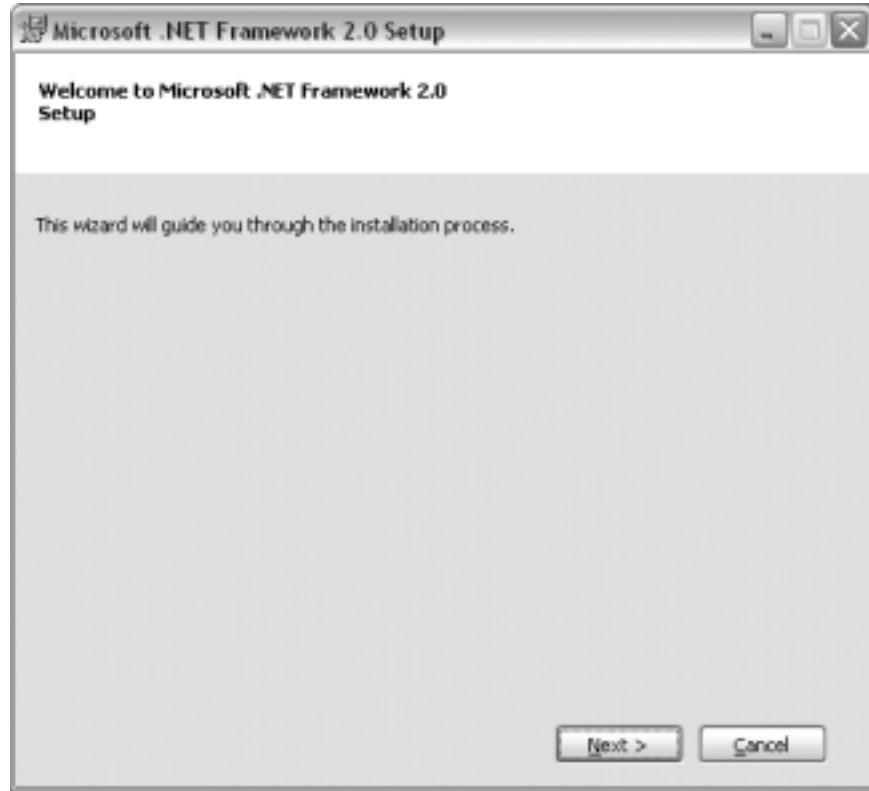 Microsoft .NET Framework 2.0 Setup
Welcome to Microsoft .NET Framework 2.0
Setup
This wizard will guide you through the installation process.
Next >
Cancel